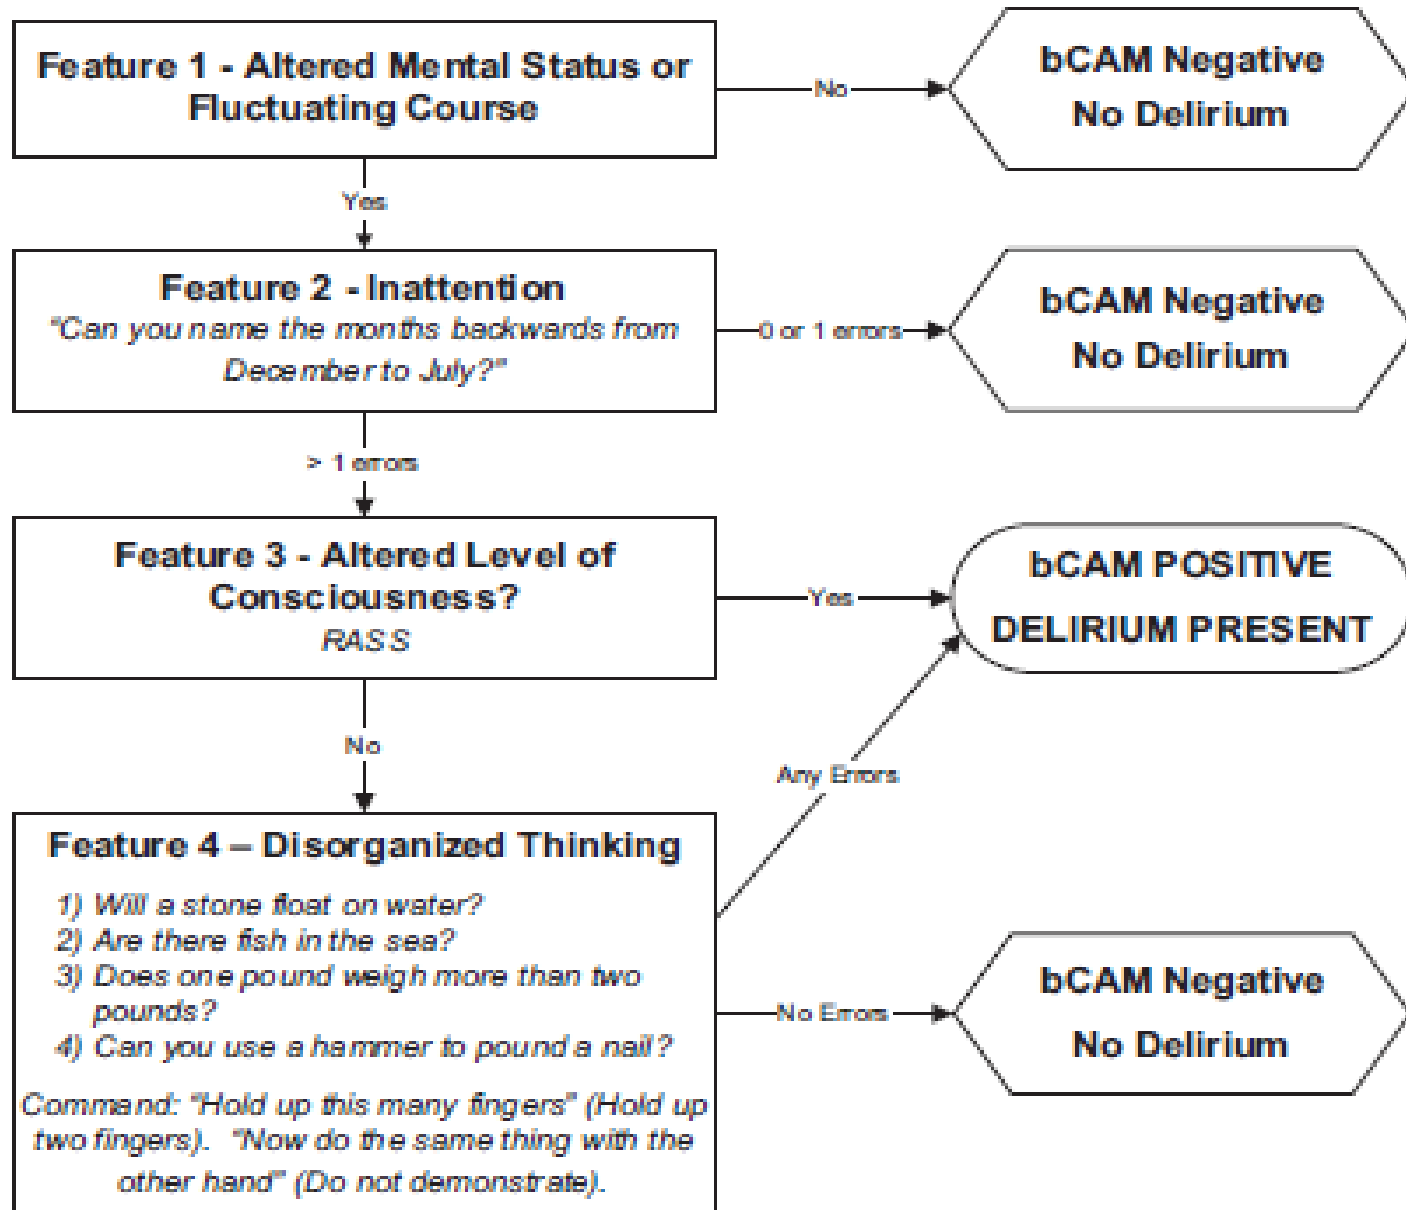 Feature 1 - Altered Mental Status or
Fluctuating Course
No
bCAM Negative
No Delirium
Yes
Feature 2 - Inattention
"Can you name the months backwards from
December to July?"
0 or 1 errors
bCAM Negative
No Delirium
> 1 errors
Feature 3 - Altered Level of
Consciousness?
RASS
Yes
bCAM POSITIVE
DELIRIUM PRESENT
No
Any Errors
Feature 4 – Disorganized Thinking
1) Will a stone float on water?
2) Are there fish in the sea?
3) Does one pound weigh more than two
pounds?
4) Can you use a hammer to pound a nail?
Command: "Hold up this many fingers" (Hold up
two fingers). "Now do the same thing with the
other hand" (Do not demonstrate).
No Errors
bCAM Negative
No Delirium